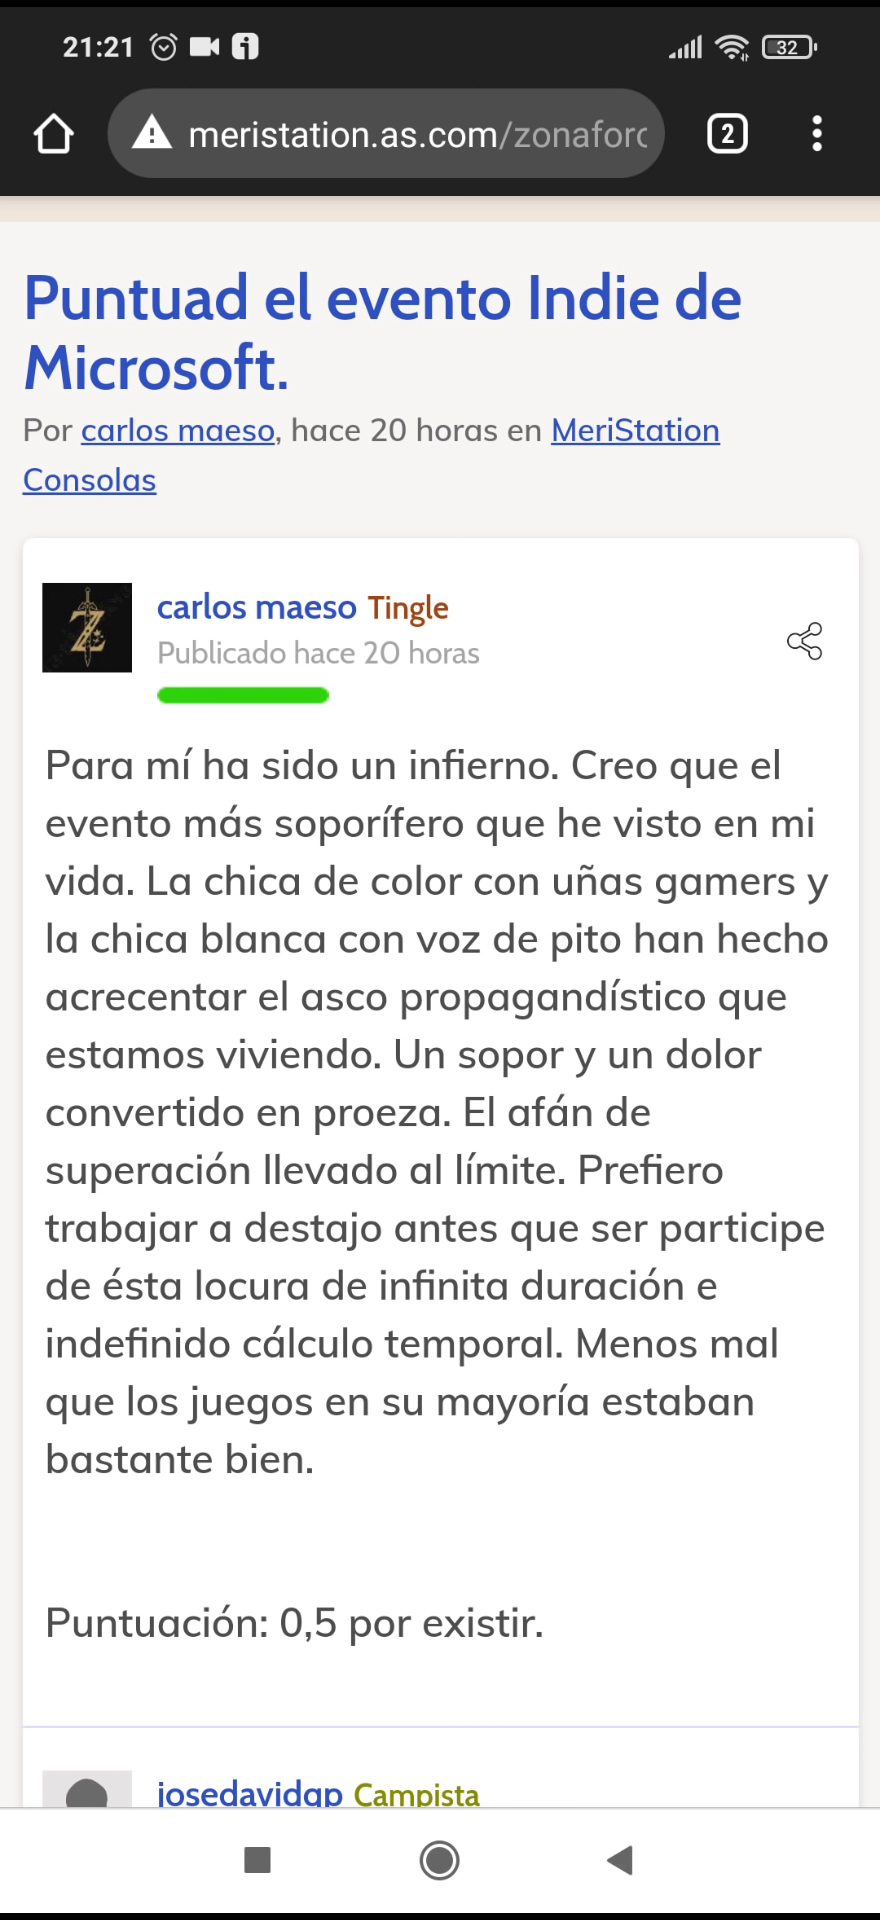 21:21
32
meristation.as.com/zonaforo
2
Puntuad el evento Indie de
Microsoft.
Por carlos maeso, hace 20 horas en MeriStation
Consolas
carlos maeso Tingle
Publicado hace 20 horas
Para mí ha sido un infierno. Creo que el
evento más soporífero que he visto en mi
vida. La chica de color con uñas gamers y
la chica blanca con voz de pito han hecho
acrecentar el asco propagandístico que
estamos viviendo. Un sopor y un dolor
convertido en proeza. El afán de
superación llevado al límite. Prefiero
trabajar a destajo antes que ser participe
de ésta locura de infinita duración e
indefinido cálculo temporal. Menos mal
que los juegos en su mayoría estaban
bastante bien.
Puntuación: 0,5 por existir.
josedavidgp Campista